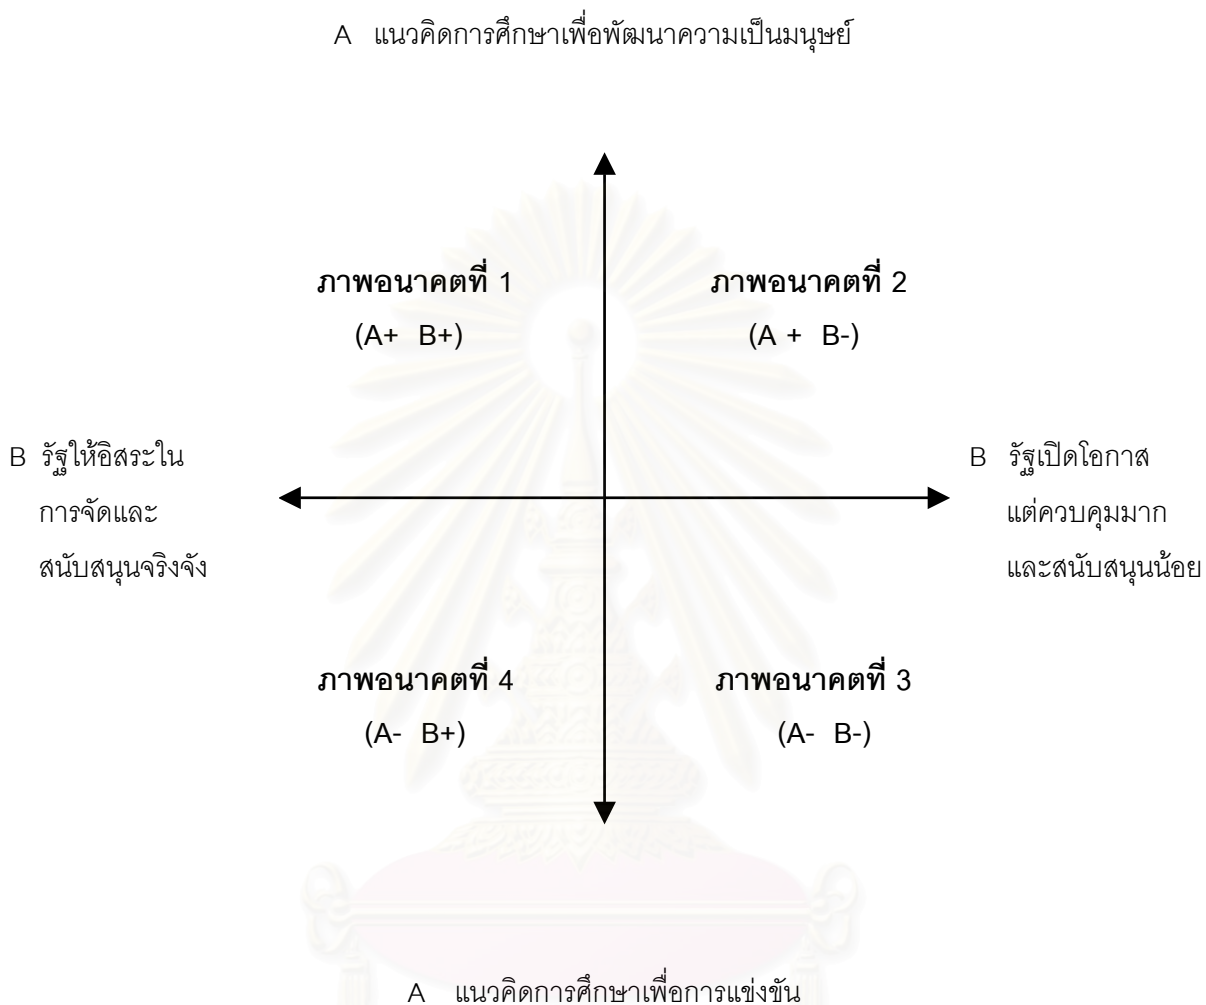 A แนวคิดการศึกษาเพื่อพัฒนาความเป็นมนุษย์
ภาพอนาคตที่ 1
(A+ B+)
ภาพอนาคตที่ 2
(A + B-)
B รัฐให้อิสระใน
การจัดและ
สนับสนุนจริงจัง
B รัฐเปิดโอกาส
แต่ควบคุมมาก
และสนับสนุนน้อย
ภาพอนาคตที่ 4
(A- B+)
ภาพอนาคตที่ 3
(A- B-)
A แนวคิดการศึกษาเพื่อการแข่งขัน